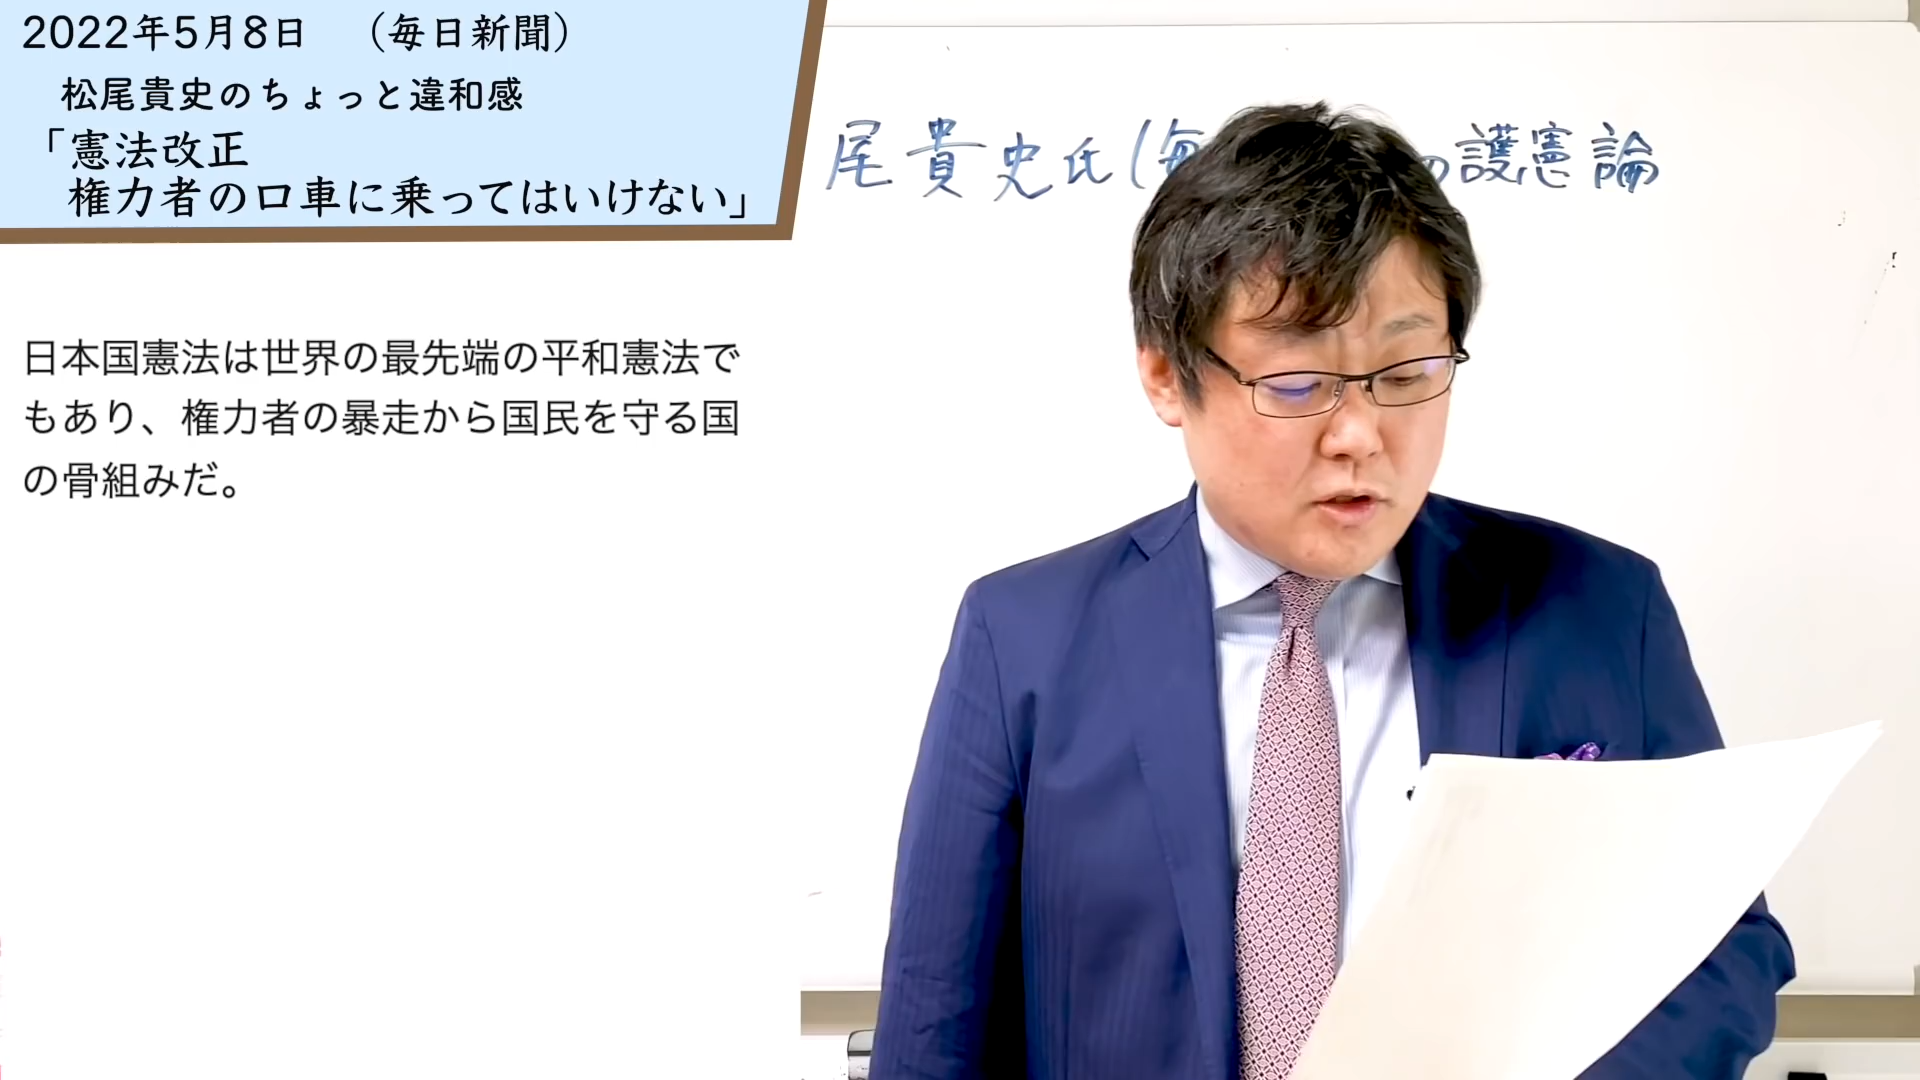 2022年5月8日　(毎日新聞)
松尾貴史のちょっと違和感
「憲法改正
権力者の口車に乗ってはいけない」
尾貴史氏(毎 の護憲論
日本国憲法は世界の最先端の平和憲法で
もあり、権力者の暴走から国民を守る国
の骨組みだ。